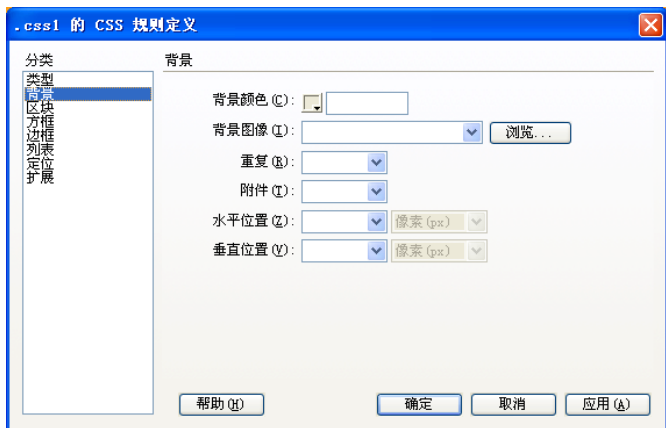 .css1 的 CSS 规则定义
分类
类型
背景
区块
方框
边框
列表
定位
扩展
背景
背景颜色(C):
背景图像(I):
浏览...
重复(R):
附件(T):
水平位置(Z):
像素(px)
垂直位置(V):
像素(px)
帮助(H)
确定
取消
应用(A)